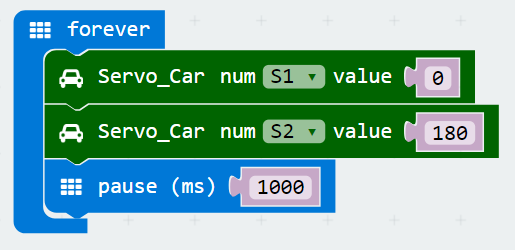 forever
Servo_Car num S1 value 0
Servo_Car num S2 value 180
pause (ms) 1000